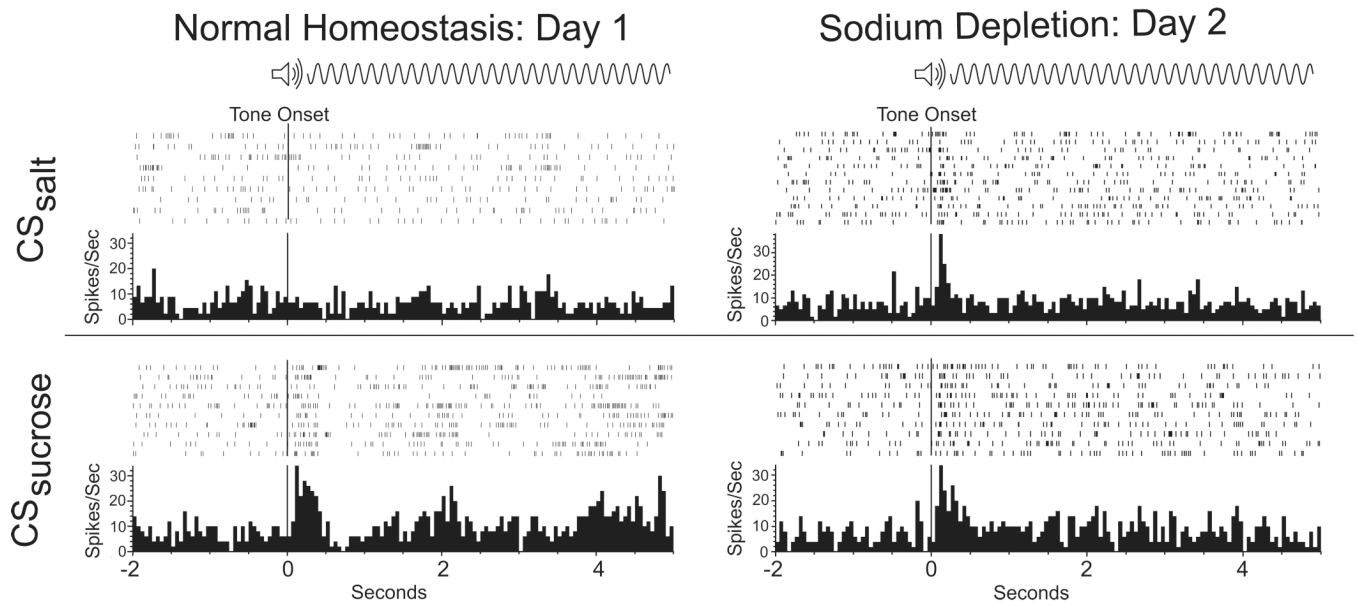 Normal Homeostasis: Day 1
Sodium Depletion: Day 2
Tone Onset
Tone Onset
CSsalt
Spikes/Sec
30
20
10
0
Spikes/Sec
30
20
10
0
CSsucrose
Spikes/Sec
30
20
10
0
-2 0 2 4
Seconds
Spikes/Sec
30
20
10
0
-2 0 2 4
Seconds